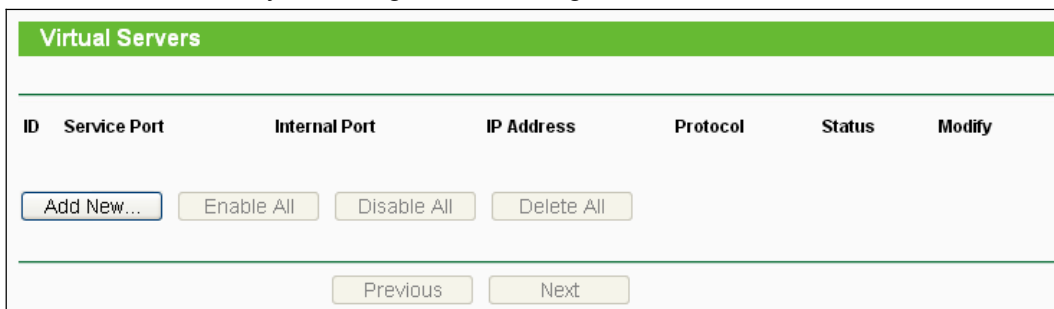 Virtual Servers
ID Service Port Internal Port IP Address Protocol Status Modify
Add New... Enable All Disable All Delete All
Previous Next